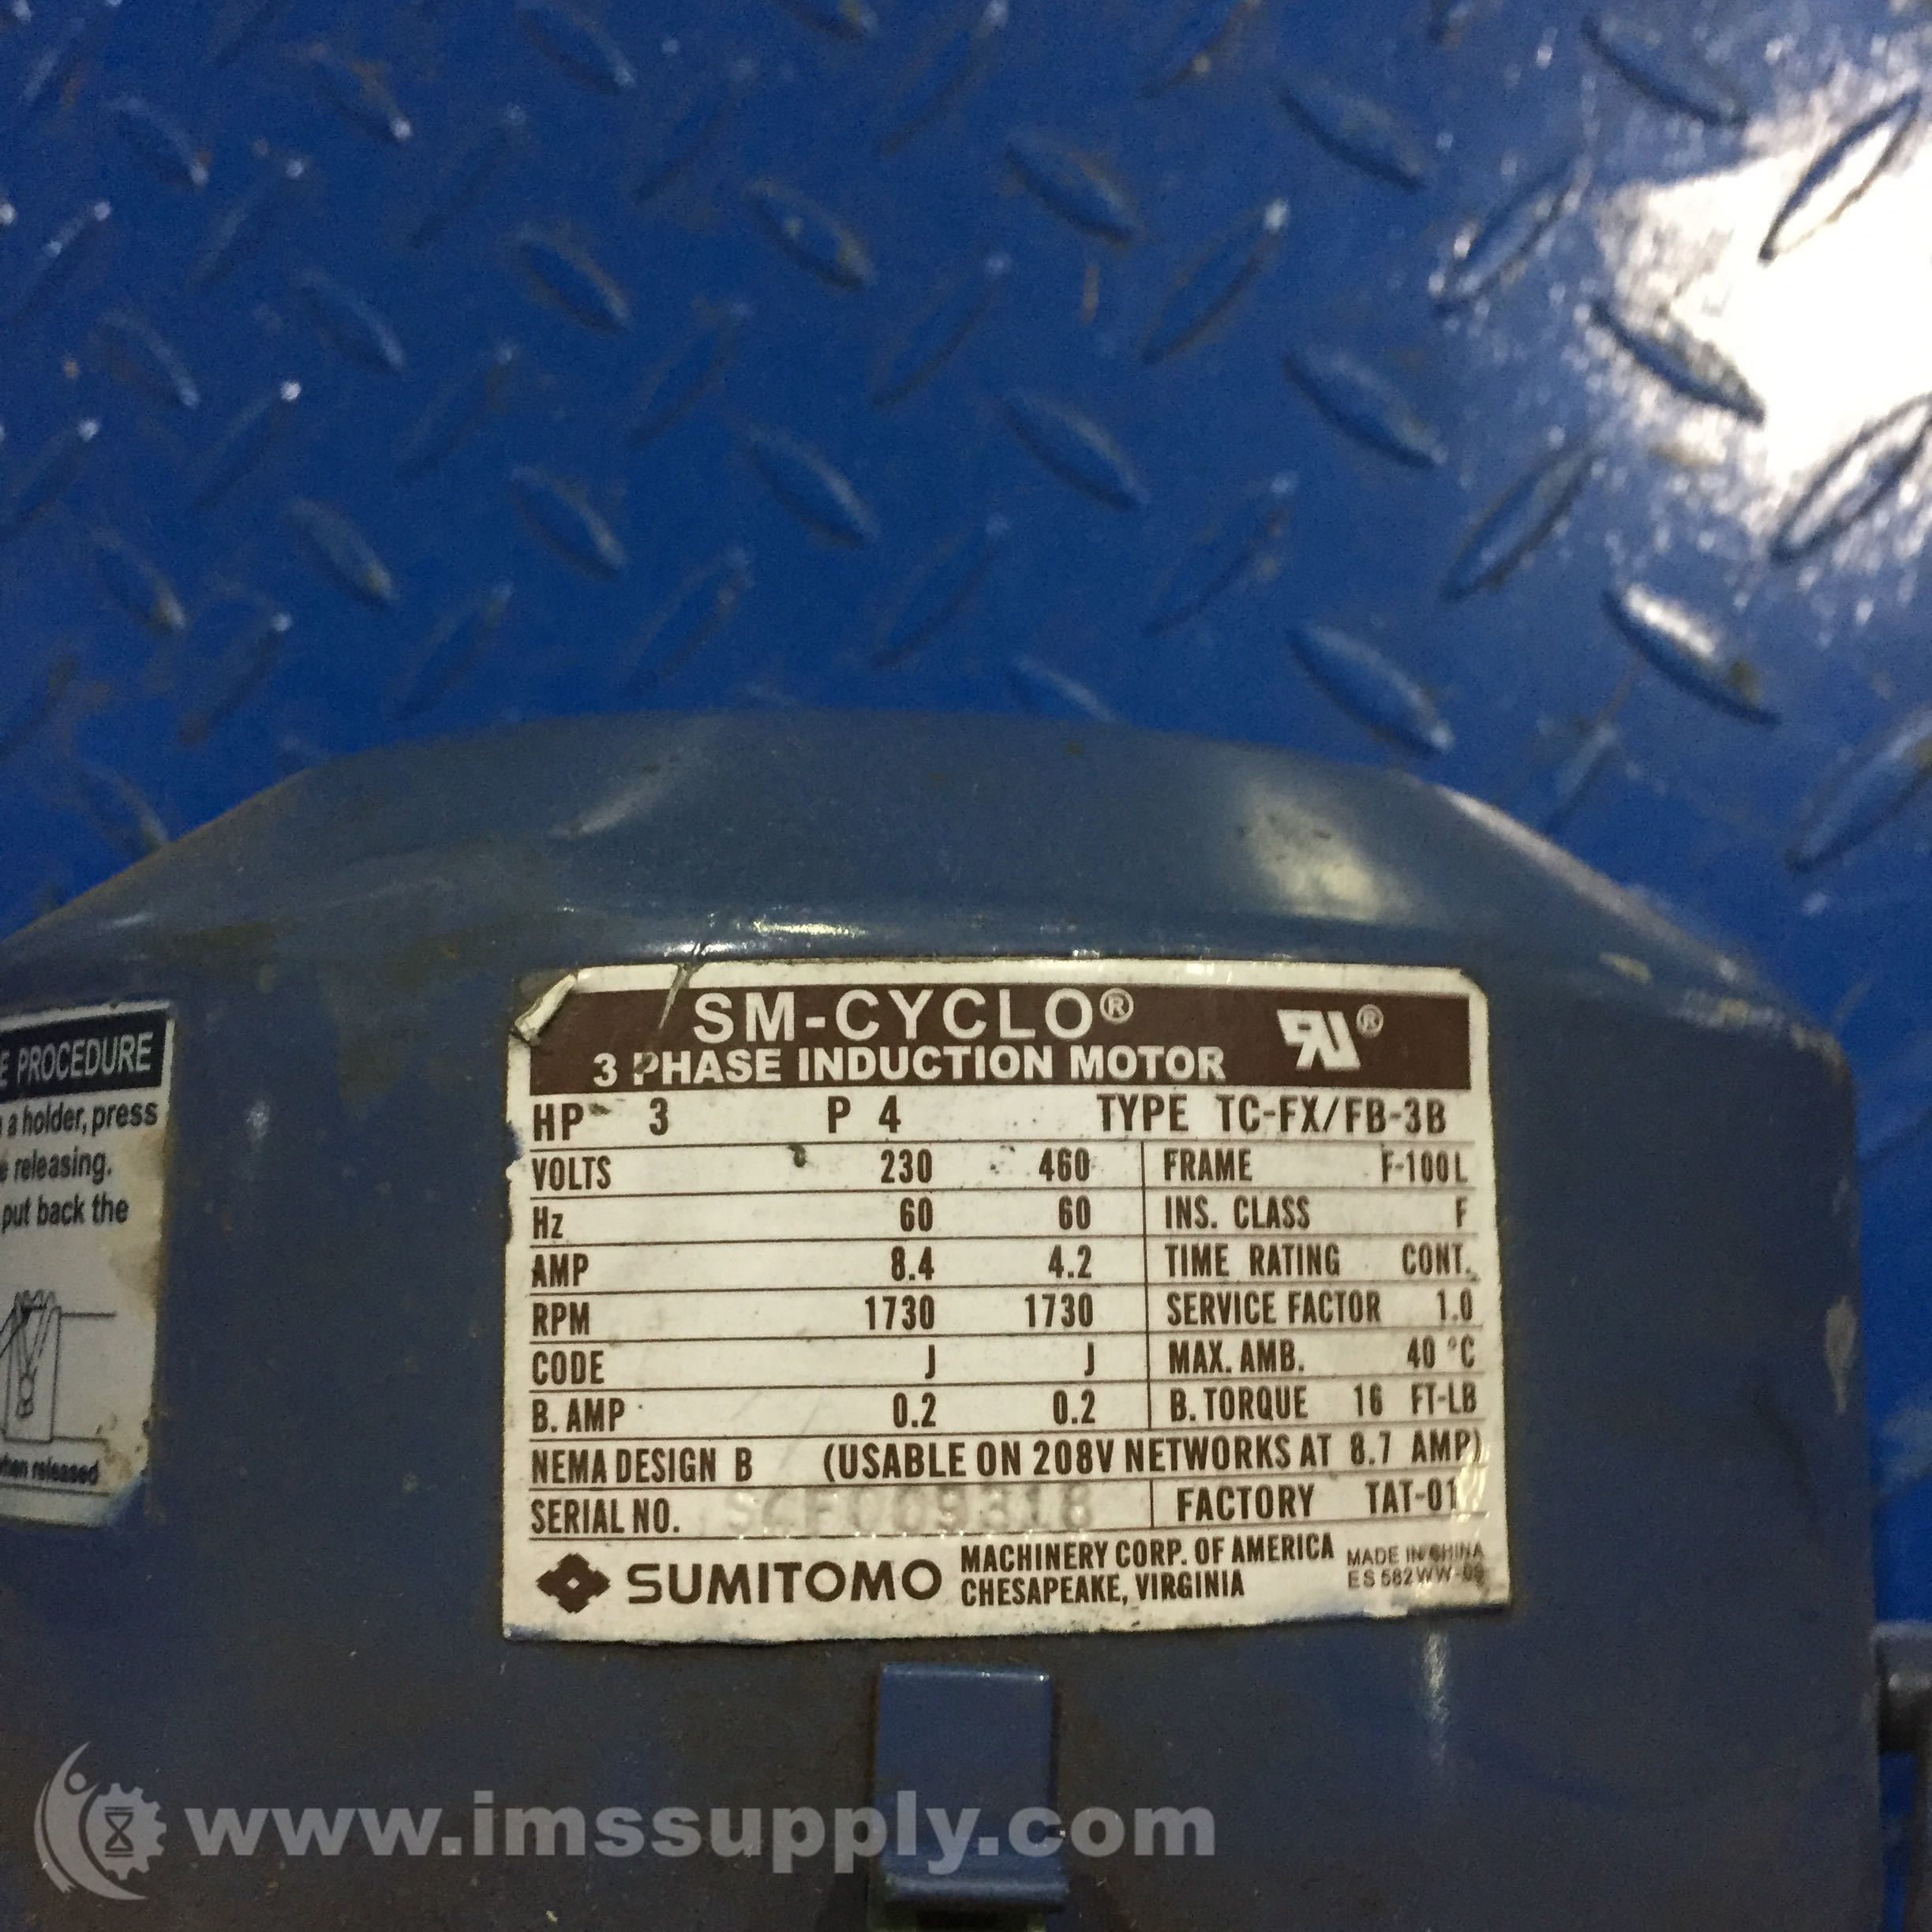 E PROCEDURE
a holder, press
e releasing.
put back the
when released
SM-CYCLO®
3 PHASE INDUCTION MOTOR
HP 3 P 4 TYPE TC-FX/FB-3B
VOLTS 230 460 FRAME F-100L
Hz 60 60 INS. CLASS F
AMP 8.4 4.2 TIME RATING CONT.
RPM 1730 1730 SERVICE FACTOR 1.0
CODE J J MAX. AMB. 40 °C
B. AMP 0.2 0.2 B. TORQUE 16 FT-LB
NEMA DESIGN B (USABLE ON 208V NETWORKS AT 8.7 AMP)
SERIAL NO. FACTORY TAT-01
SUMITOMO MACHINERY CORP. OF AMERICA
CHESAPEAKE, VIRGINIA
MADE IN CHINA
ES 582WW-
www.imssupply.com